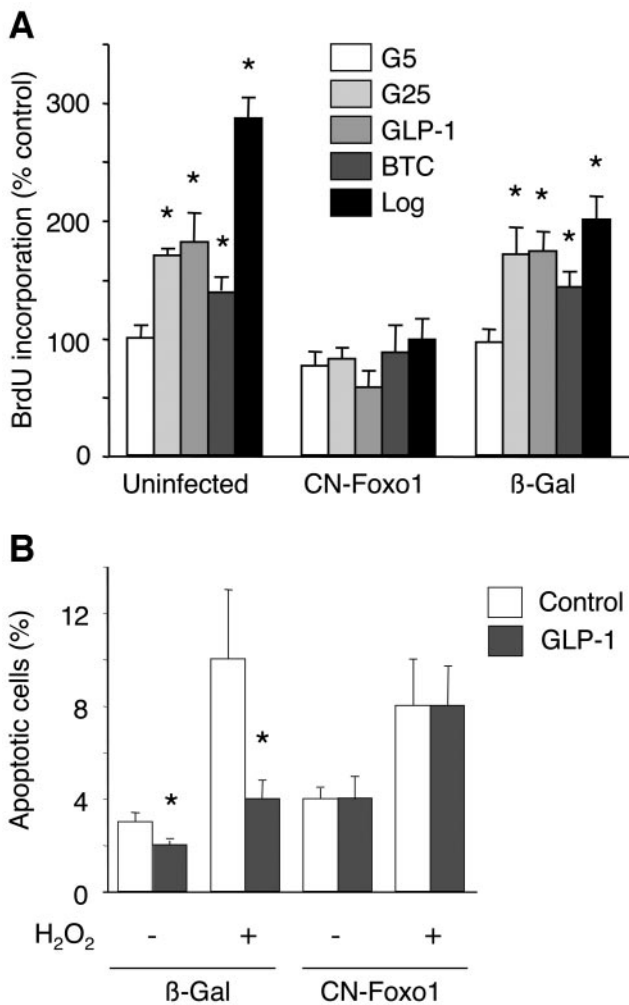 A
BrdU incorporation (% control)
300
200
100
0
G5
G25
GLP-1
BTC
Log
* * * *
* * * *
Uninfected CN-Foxo1 ß-Gal
B
Apoptotic cells (%)
12
8
4
0
Control
GLP-1
* *
H₂O₂ - + - +
ß-Gal CN-Foxo1